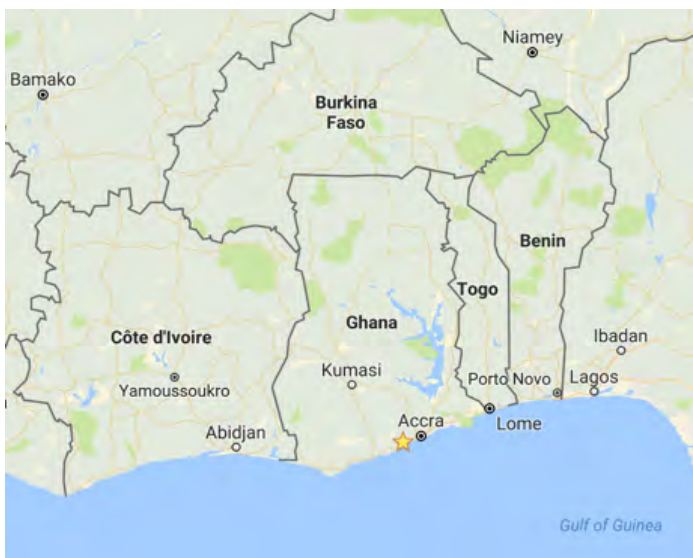 Niamey
Bamako
Burkina
Faso
Benin
Togo
Ghana
Côte d'Ivoire
Ibadan
Kumasi
Yamoussoukro
Porto Novo
Lagos
Abidjan
Accra
Lome
Gulf of Guinea